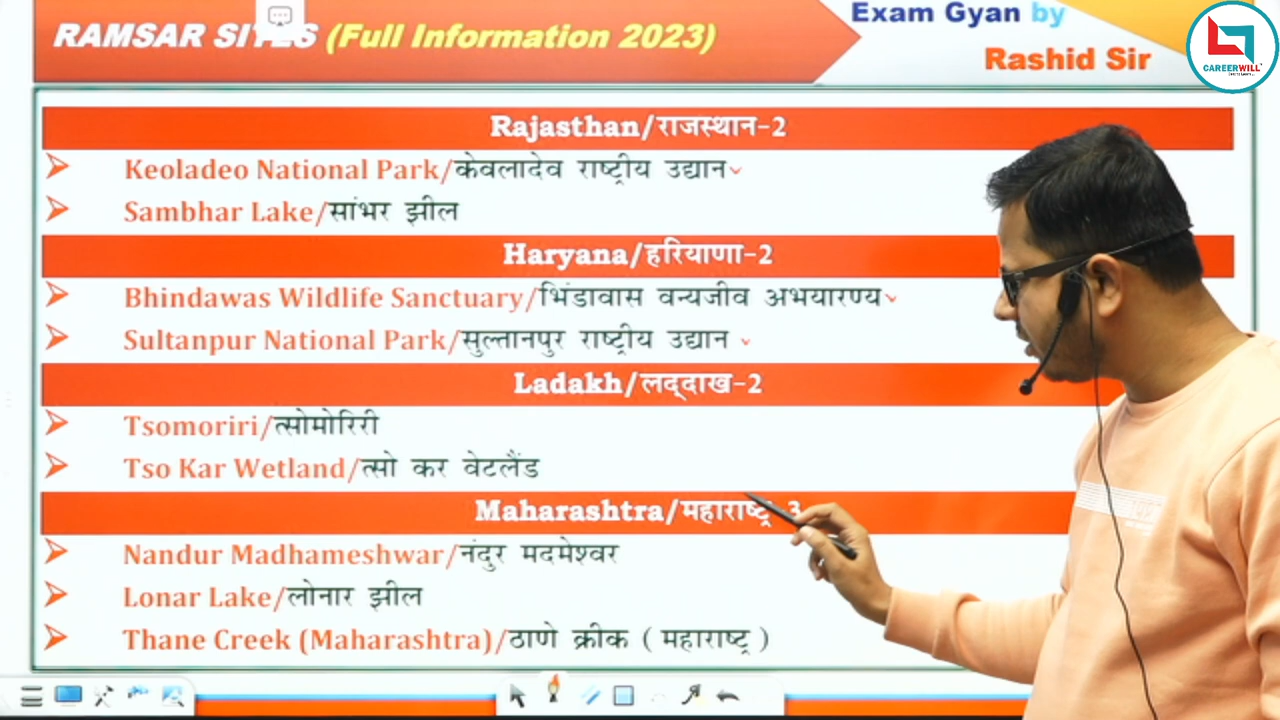 RAMSAR SITES (Full Information 2023)
Exam Gyan by
Rashid Sir
CAREERWILL
Rajasthan/राजस्थान-2
Keoladeo National Park/केवलादेव राष्ट्रीय उद्यान
Sambhar Lake/सांभर झील
Haryana/हरियाणा-2
Bhindawas Wildlife Sanctuary/भिंडावास वन्यजीव अभयारण्य
Sultanpur National Park/सुल्तानपुर राष्ट्रीय उद्यान
Ladakh/लद्दाख-2
Tsomoriri/त्सोमोरिरी
Tso Kar Wetland/त्सो कर वेटलैंड
Maharashtra/महाराष्ट्र-3
Nandur Madhameshwar/नंदुर मदमेश्वर
Lonar Lake/लोनार झील
Thane Creek (Maharashtra)/ठाणे क्रीक ( महाराष्ट्र )